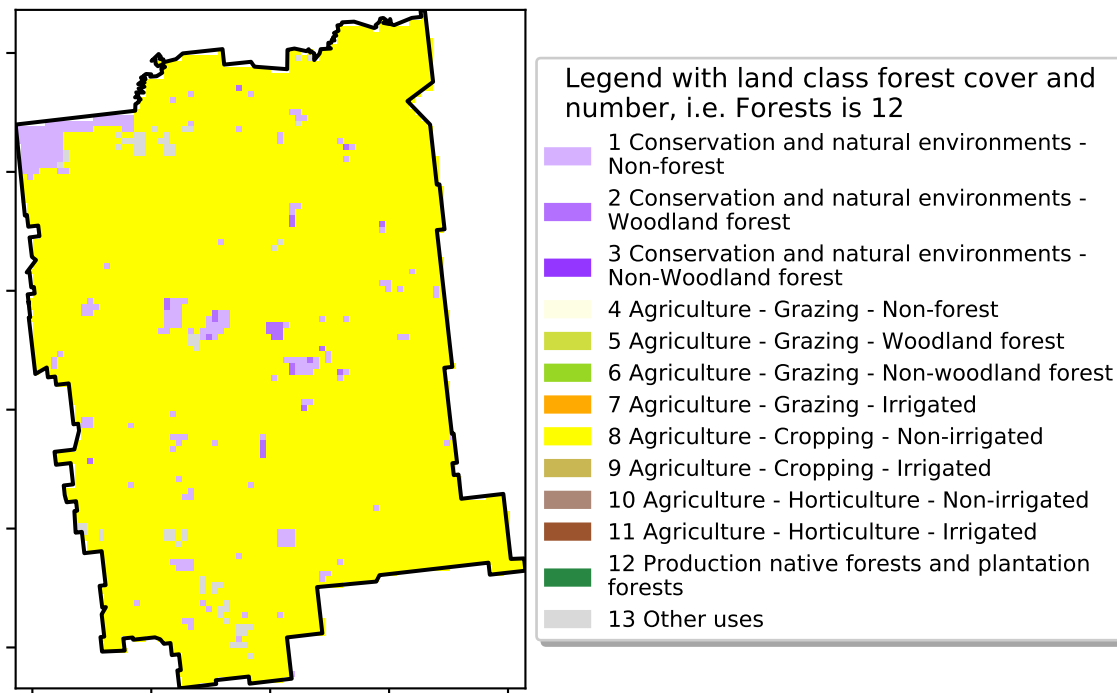 Legend with land class forest cover and
number, i.e. Forests is 12
1 Conservation and natural environments -
Non-forest
2 Conservation and natural environments -
Woodland forest
3 Conservation and natural environments -
Non-Woodland forest
4 Agriculture - Grazing - Non-forest
5 Agriculture - Grazing - Woodland forest
6 Agriculture - Grazing - Non-woodland forest
7 Agriculture - Grazing - Irrigated
8 Agriculture - Cropping - Non-irrigated
9 Agriculture - Cropping - Irrigated
10 Agriculture - Horticulture - Non-irrigated
11 Agriculture - Horticulture - Irrigated
12 Production native forests and plantation
forests
13 Other uses